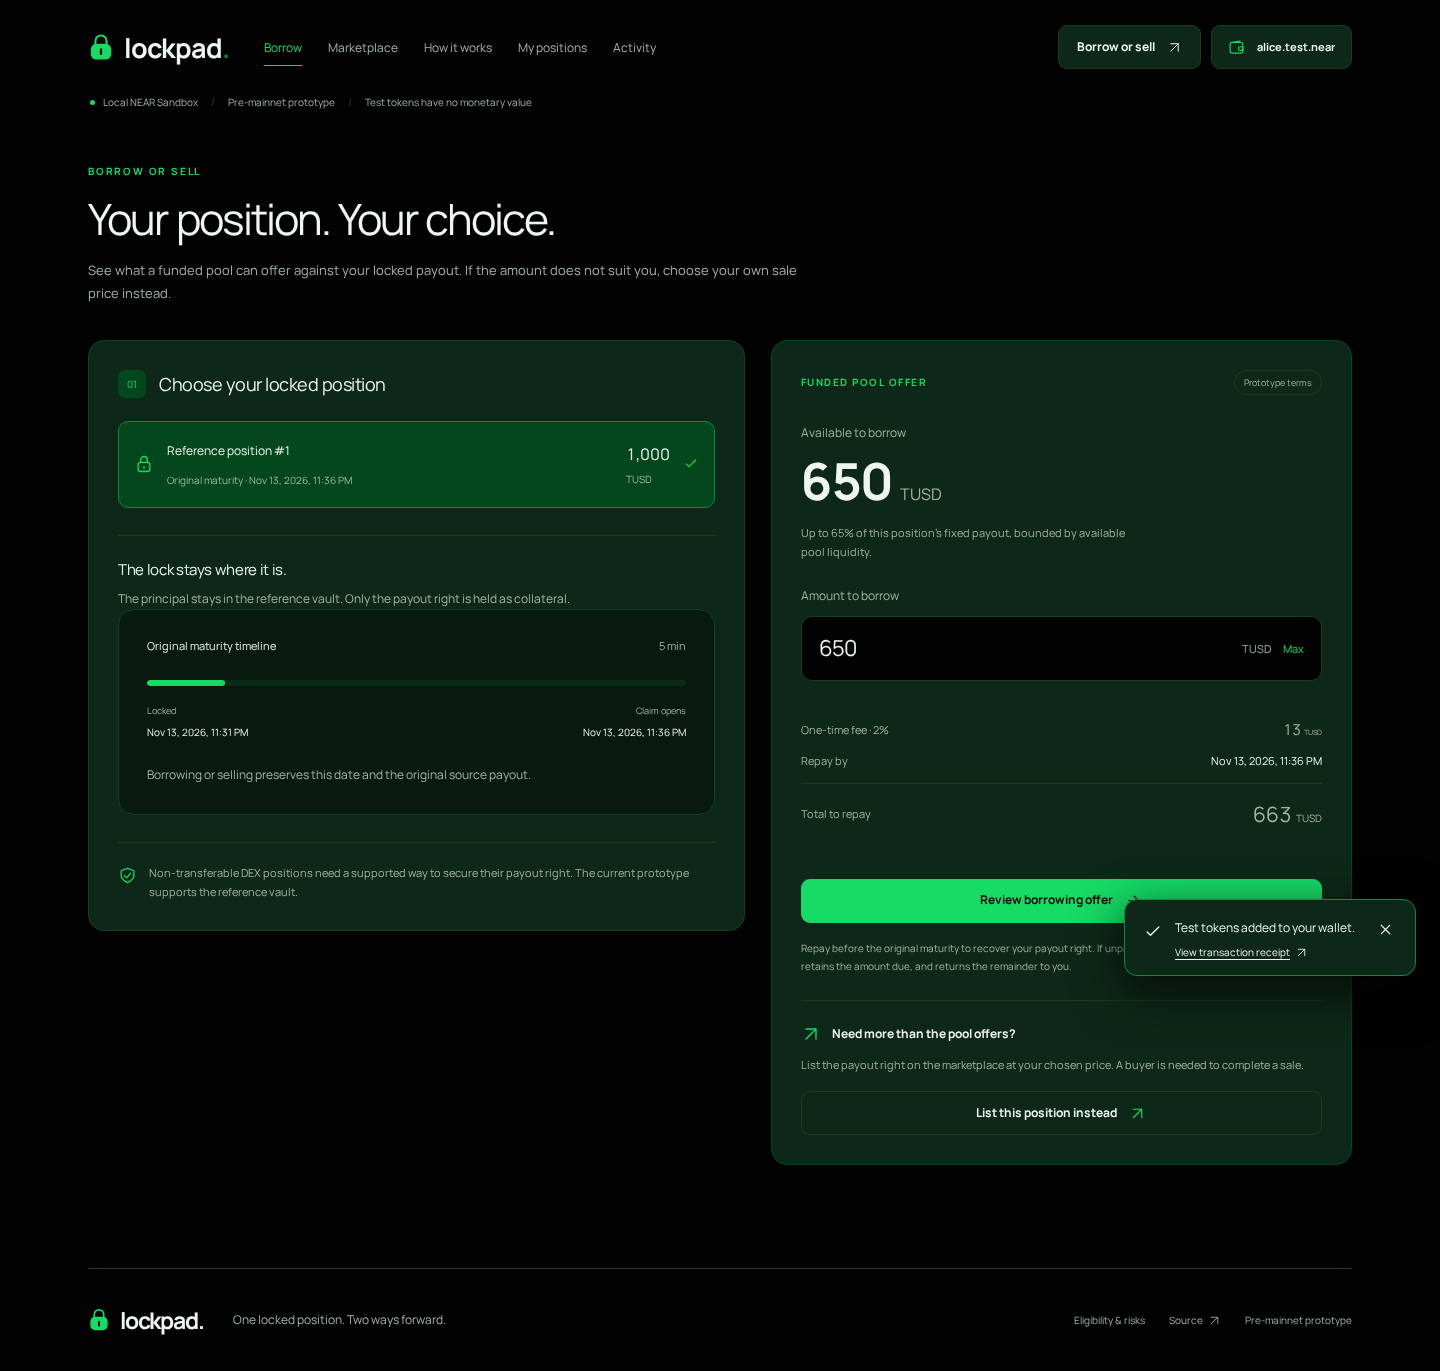 lockpad.
Borrow
Marketplace
How it works
My positions
Activity
Borrow or sell
alice.test.near
Local NEAR Sandbox / Pre-mainnet prototype / Test tokens have no monetary value
BORROW OR SELL
Your position. Your choice.
See what a funded pool can offer against your locked payout. If the amount does not suit you, choose your own sale
price instead.
01
Choose your locked position
Reference position #1
Original maturity · Nov 13, 2026, 11:36 PM
1,000
TUSD
The lock stays where it is.
The principal stays in the reference vault. Only the payout right is held as collateral.
Original maturity timeline
5 min
Locked
Claim opens
Nov 13, 2026, 11:31 PM
Nov 13, 2026, 11:36 PM
Borrowing or selling preserves this date and the original source payout.
Non-transferable DEX positions need a supported way to secure their payout right. The current prototype
supports the reference vault.
FUNDED POOL OFFER
Prototype terms
Available to borrow
650 TUSD
Up to 65% of this position's fixed payout, bounded by available
pool liquidity.
Amount to borrow
650
TUSD
Max
One-time fee · 2%
13 TUSD
Repay by
Nov 13, 2026, 11:36 PM
Total to repay
663 TUSD
Review borrowing offer
Repay before the original maturity to recover your payout right. If
retains the amount due, and returns the remainder to you.
Test tokens added to your wallet.
View transaction receipt
Need more than the pool offers?
List the payout right on the marketplace at your chosen price. A buyer is needed to complete a sale.
List this position instead
lockpad.
One locked position. Two ways forward.
Eligibility & risks
Source
Pre-mainnet prototype